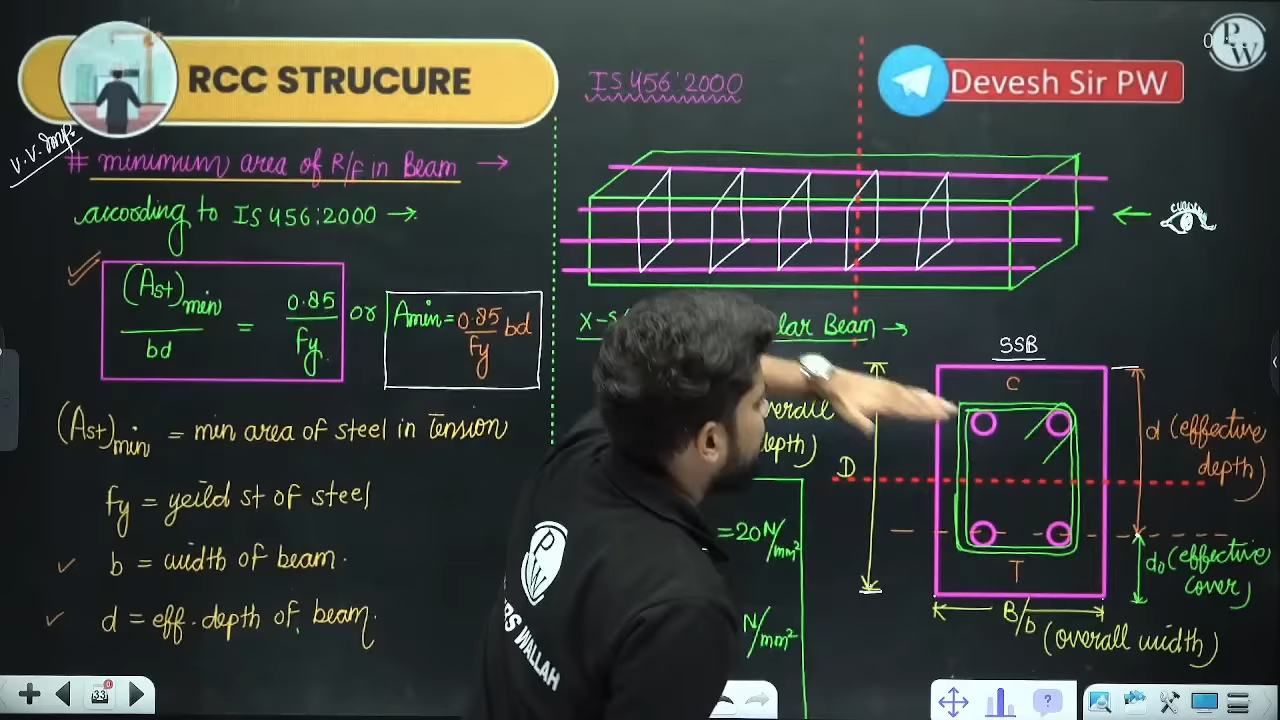 RCC STRUCURE
IS 456:2000
Devesh Sir PW
PW
V.V. Imp.
# minimum area of R/F in Beam →
according to IS 456:2000 →
(Ast)min / bd = 0.85 / fy or Amin = 0.85 / fy bd
(Ast)min = min area of steel in Tension
fy = yeild st of steel
b = width of beam.
d = eff. depth of beam.
lar Beam →
SSB
C
D
d (effective
depth)
= 20 N/mm²
N/mm²
T
d₀ (effective
cover)
B/b
(overall width)
WALLAH
33